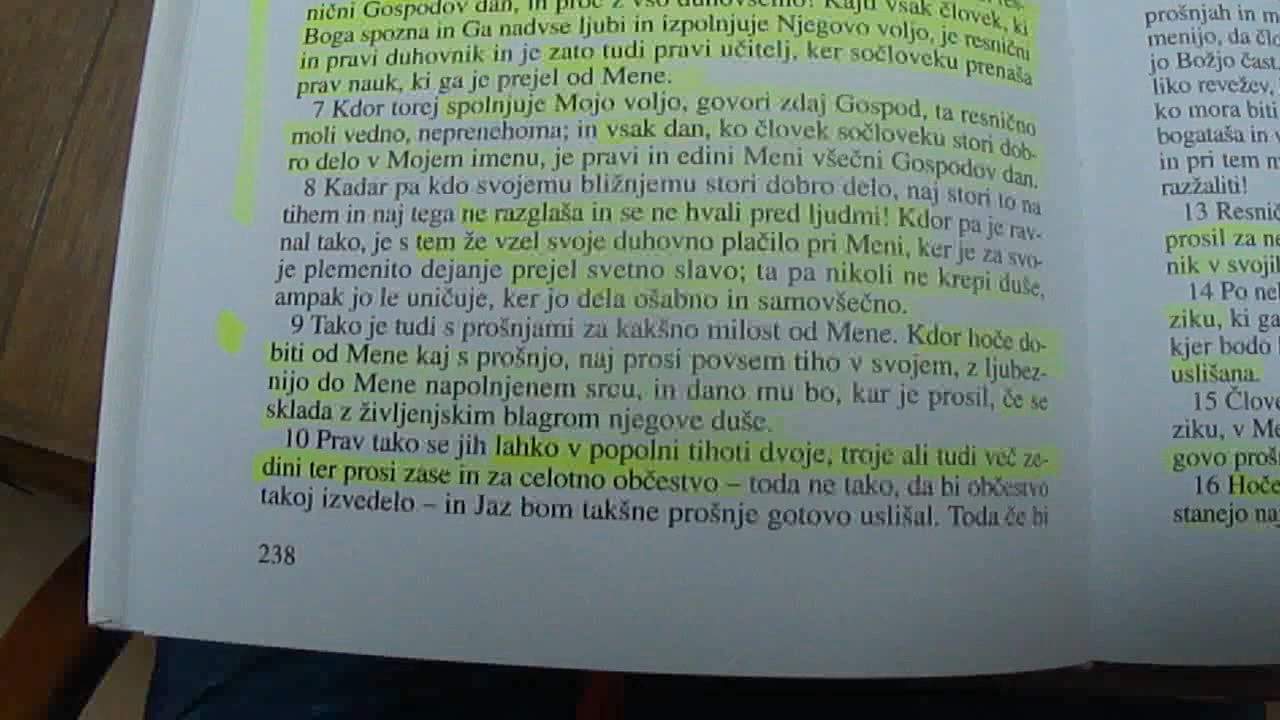 nični Gospodov dan, in proč z vso duhovščino! Kajti vsak človek, ki
Boga spozna in Ga nadvse ljubi in izpolnjuje Njegovo voljo, je resnični
in pravi duhovnik in je zato tudi pravi učitelj, ker sočloveku prenaša
prav nauk, ki ga je prejel od Mene.
7 Kdor torej spolnjuje Mojo voljo, govori zdaj Gospod, ta resnično
moli vedno, neprenehoma; in vsak dan, ko človek sočloveku stori dob-
ro delo v Mojem imenu, je pravi in edini Meni všečni Gospodov dan.
8 Kadar pa kdo svojemu bližnjemu stori dobro delo, naj stori to na
tihem in naj tega ne razglaša in se ne hvali pred ljudmi! Kdor pa je rav-
nal tako, je s tem že vzel svoje duhovno plačilo pri Meni, ker je za svo-
je plemenito dejanje prejel svetno slavo; ta pa nikoli ne krepi duše,
ampak jo le uničuje, ker jo dela ošabno in samovšečno.
9 Tako je tudi s prošnjami za kakšno milost od Mene. Kdor hoče do-
biti od Mene kaj s prošnjo, naj prosi povsem tiho v svojem, z ljubez-
nijo do Mene napolnjenem srcu, in dano mu bo, kar je prosil, če se
sklada z življenjskim blagrom njegove duše.
10 Prav tako se jih lahko v popolni tihoti dvoje, troje ali tudi več ze-
dini ter prosi zase in za celotno občestvo – toda ne tako, da bi občestvo
takoj izvedelo – in Jaz bom takšne prošnje gotovo uslišal. Toda če bi
238
prošnjah in
menijo, da
jo Božjo čast.
liko revežev,
ko mora biti
bogataša in
in pri tem
razžaliti!
13
prosil za
nik v svojil
14 Po
ziku, ki
kjer bodo
uslišana.
15
ziku, v
govo
16
stanejo